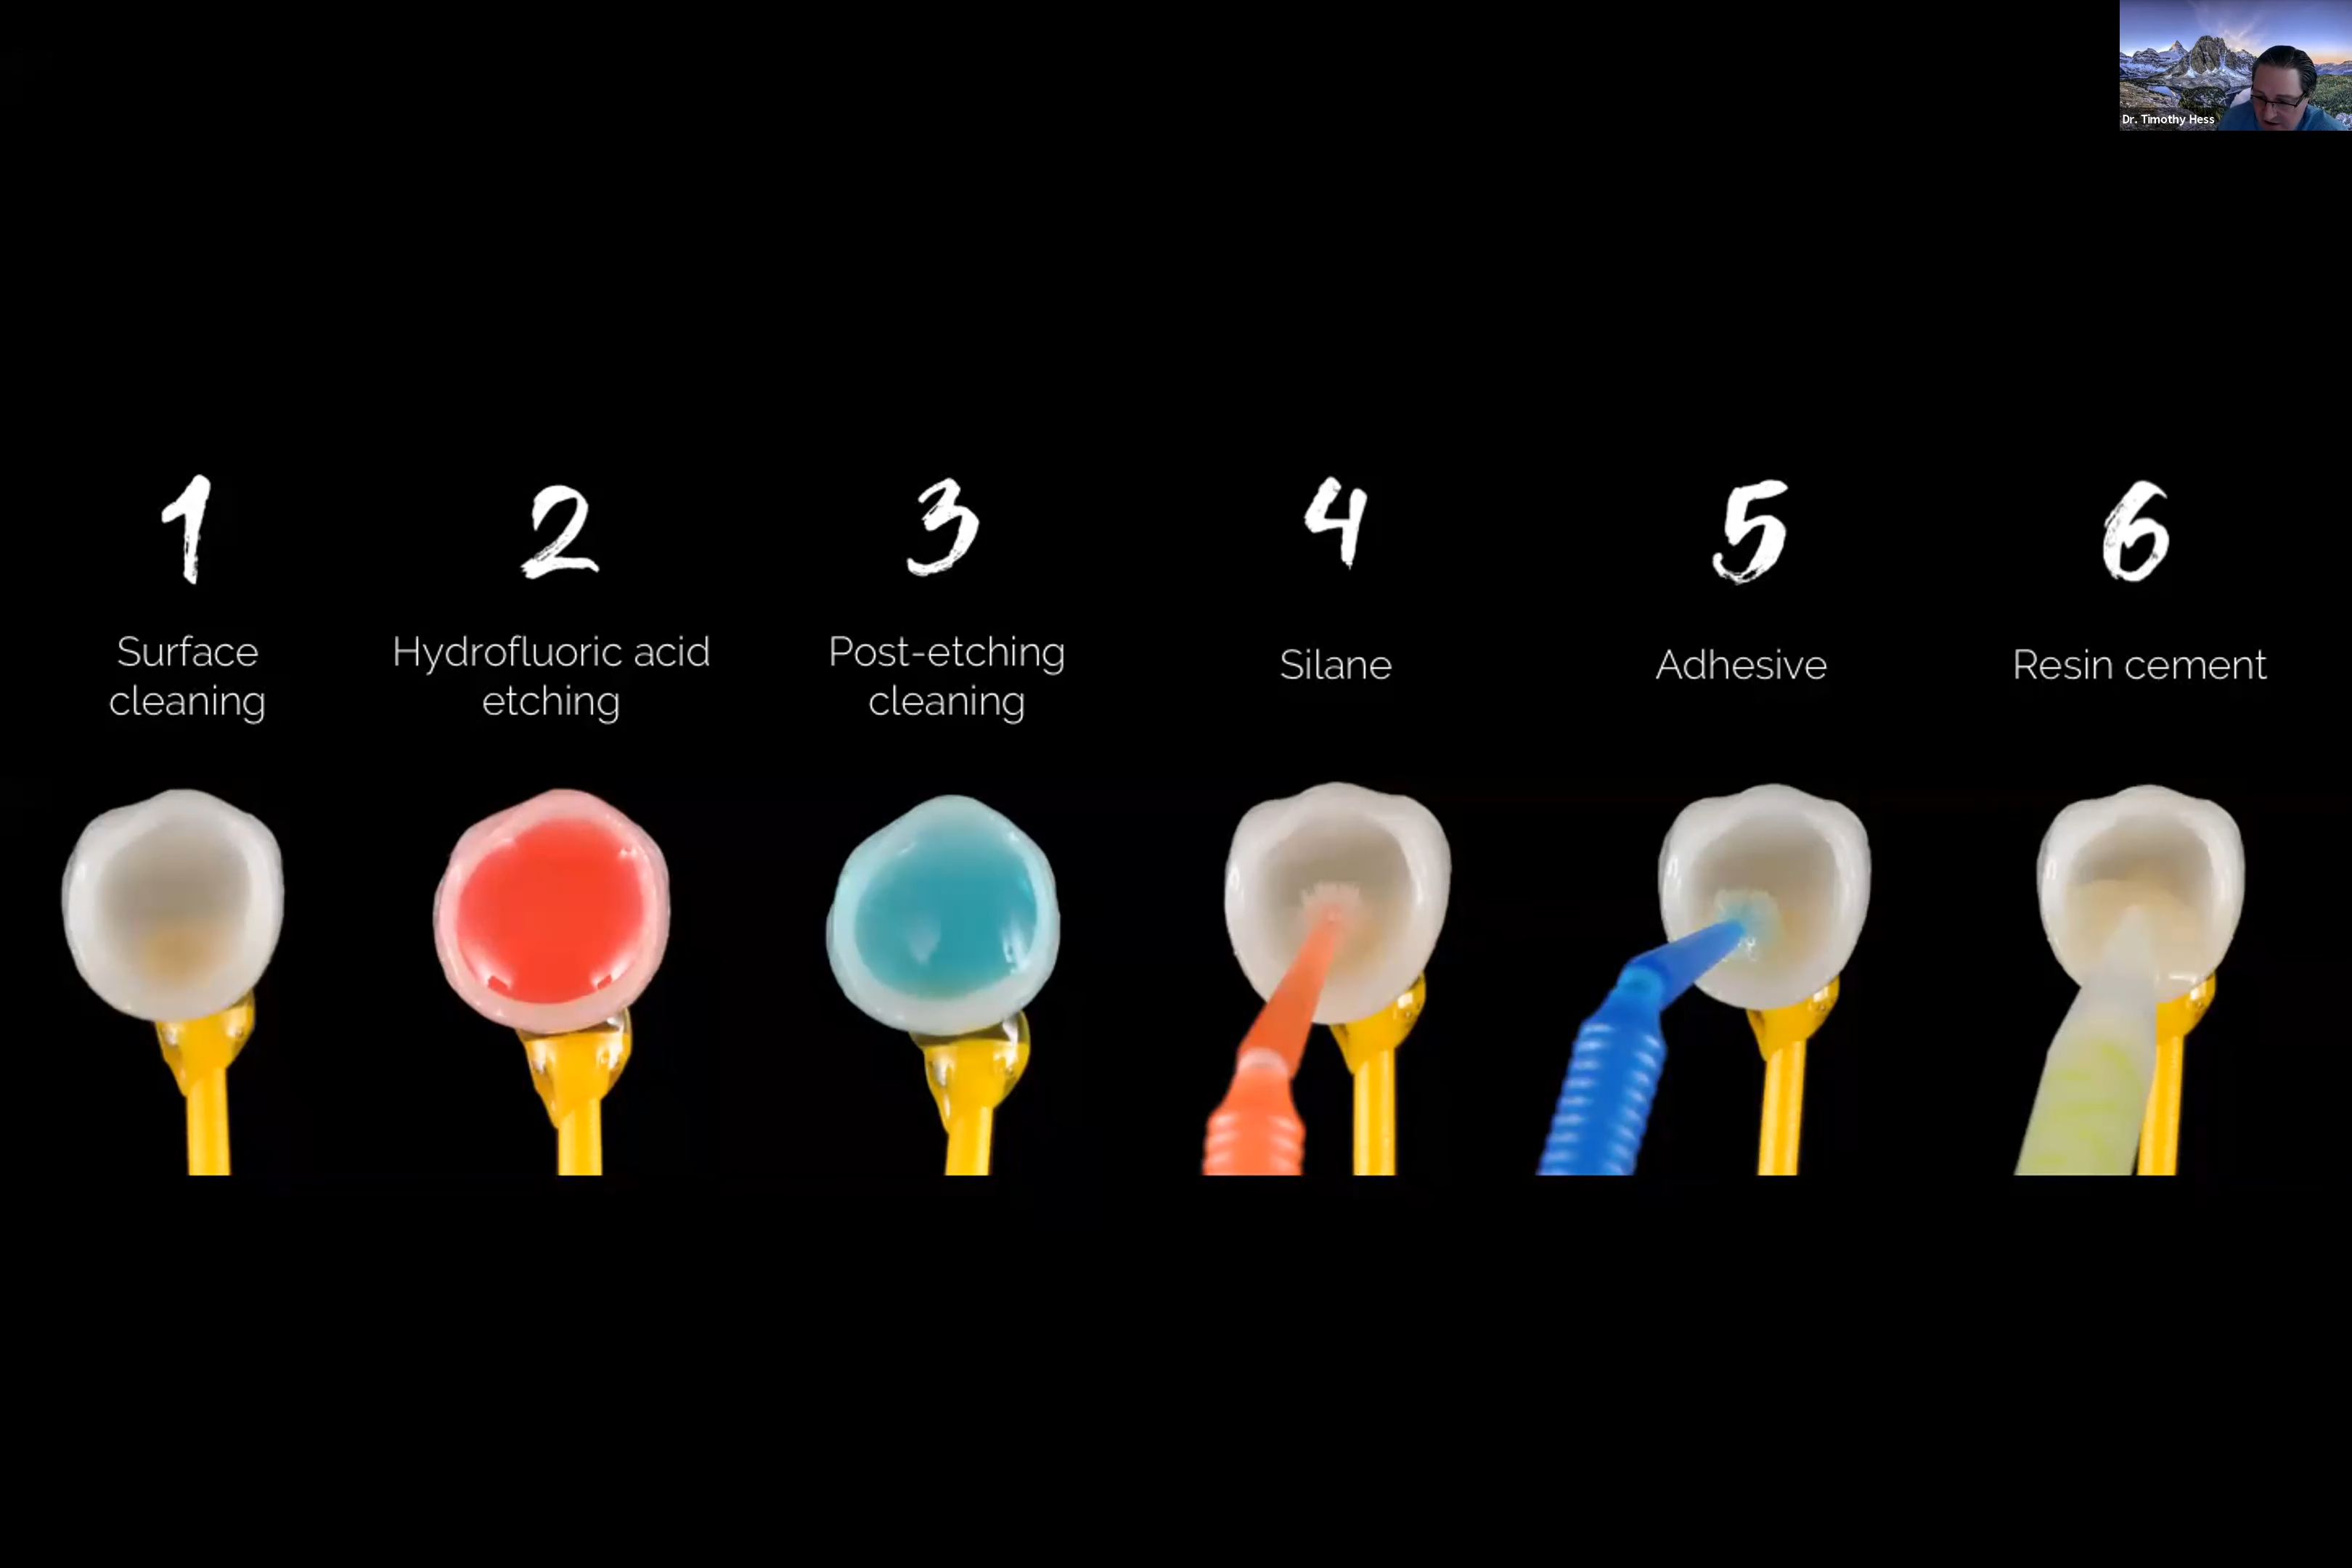 Dr. Timothy Hess
1
2
3
4
5
6
Surface
cleaning
Hydrofluoric acid
etching
Post-etching
cleaning
Silane
Adhesive
Resin cement